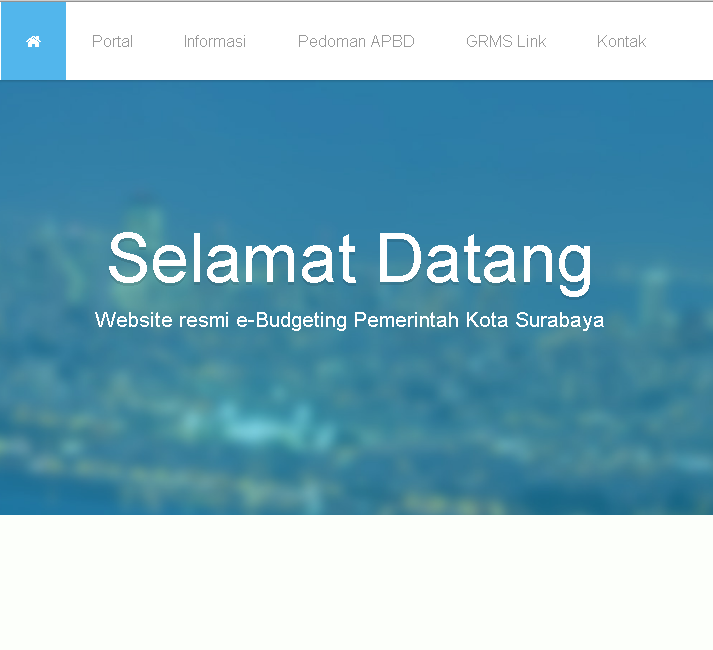 Portal Informasi Pedoman APBD GRMS Link Kontak
Selamat Datang
Website resmi e-Budgeting Pemerintah Kota Surabaya